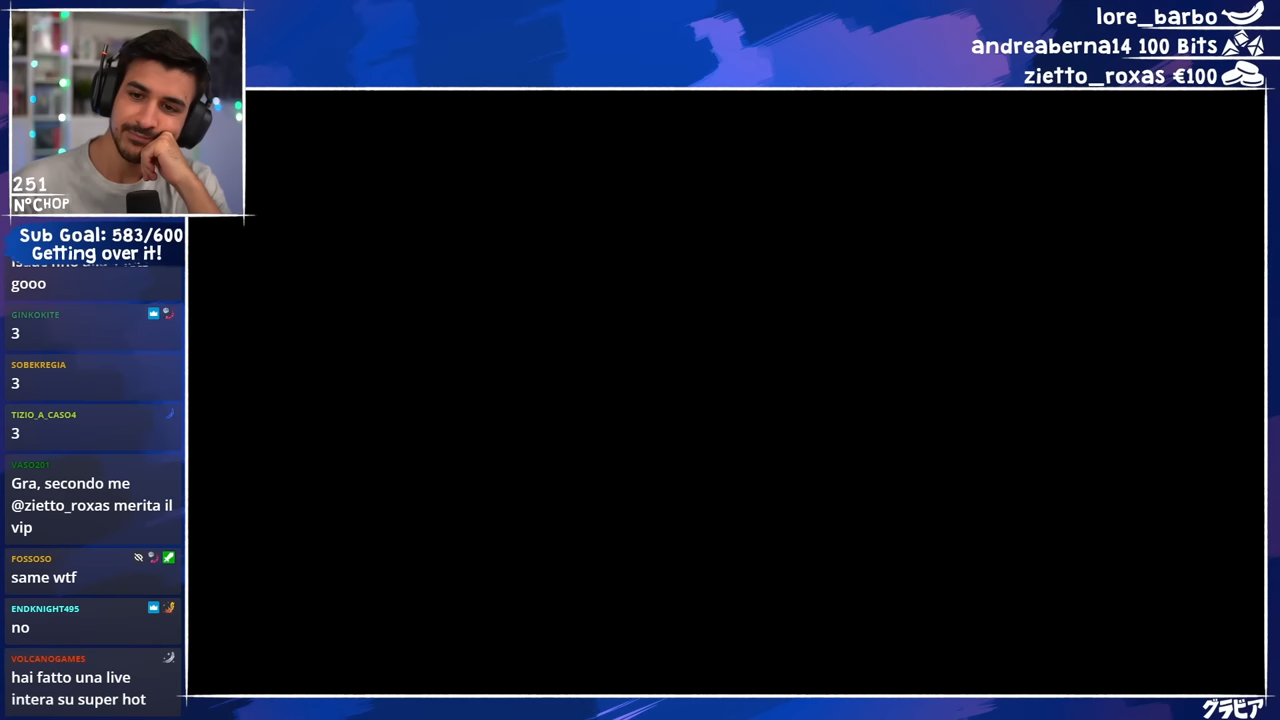 lore_barbo
andreaberna14 100 Bits
zietto_roxas €100
251
N°CHOP
Sub Goal: 583/600
Getting over it!
gooo
GINKOKITE
3
SOBEKREGIA
3
TIZIO_A_CASO4
3
VASO201
Gra, secondo me
@zietto_roxas merita il
vip
FOSSOSO
same wtf
ENDKNIGHT495
no
VOLCANOGAMES
hai fatto una live
intera su super hot
グラビア